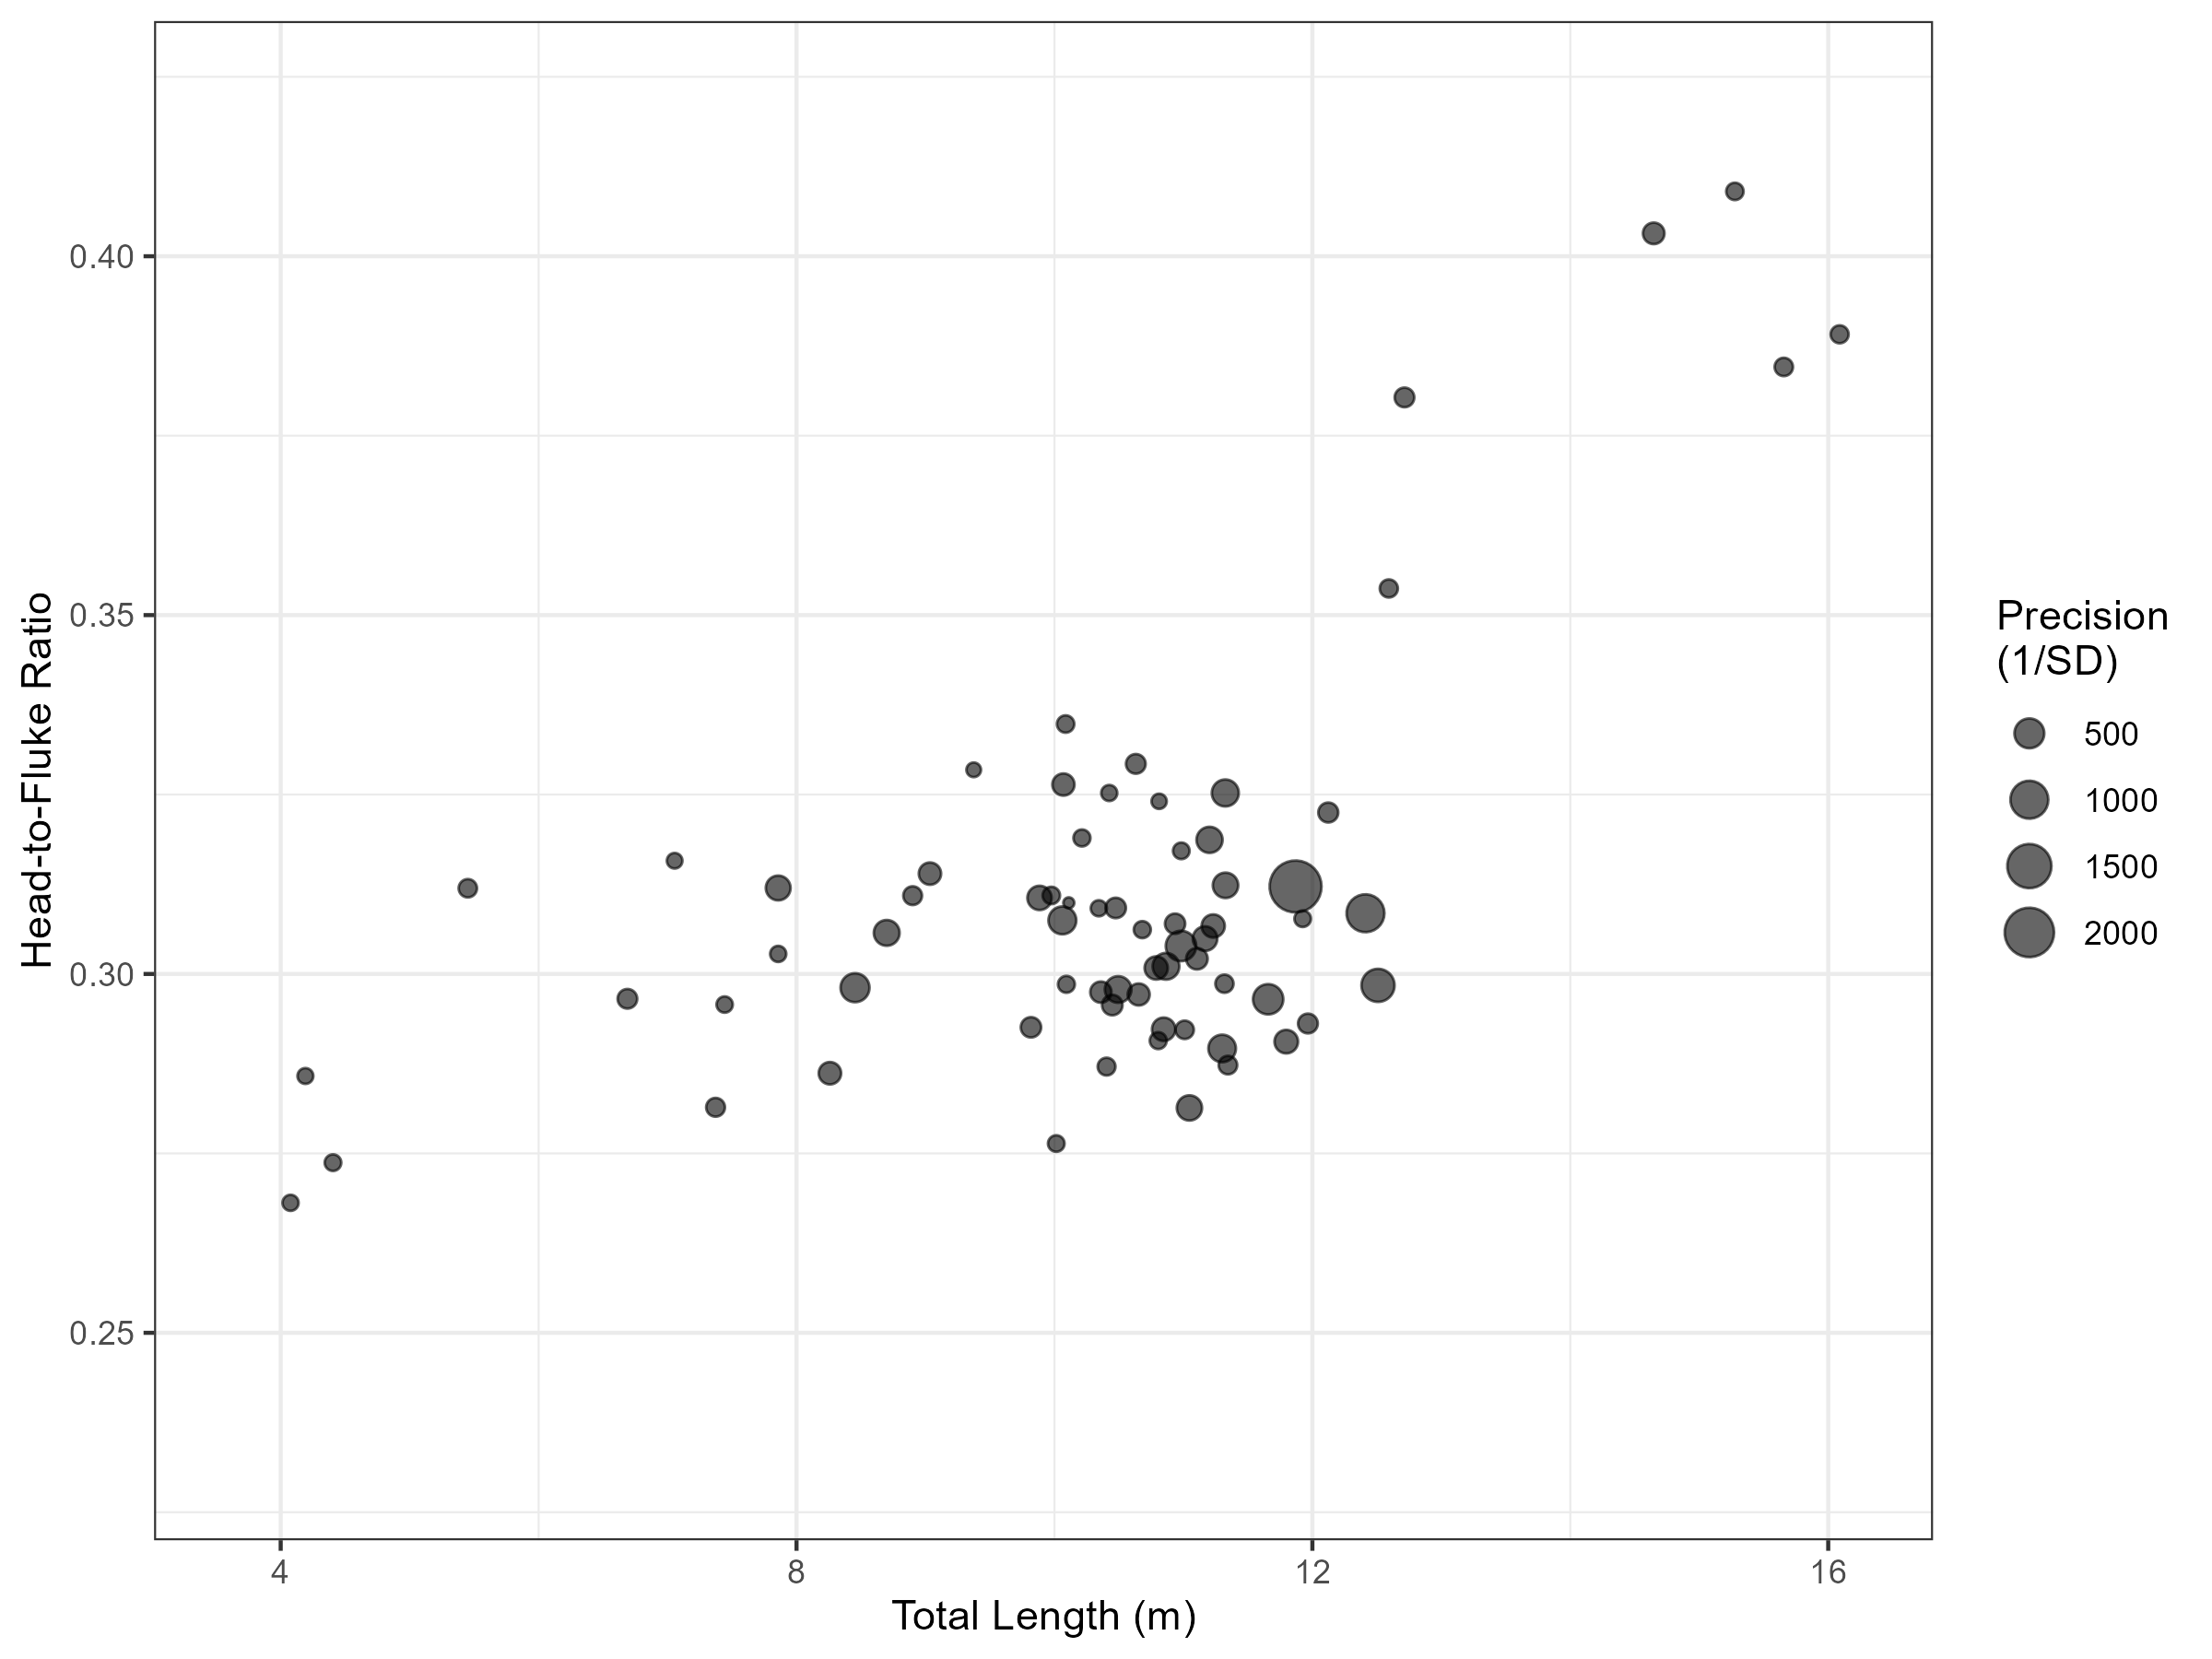 0.40
0.35
0.30
0.25
Head-to-Fluke Ratio
4 8 12 16
Total Length (m)
Precision
(1/SD)
500
1000
1500
2000